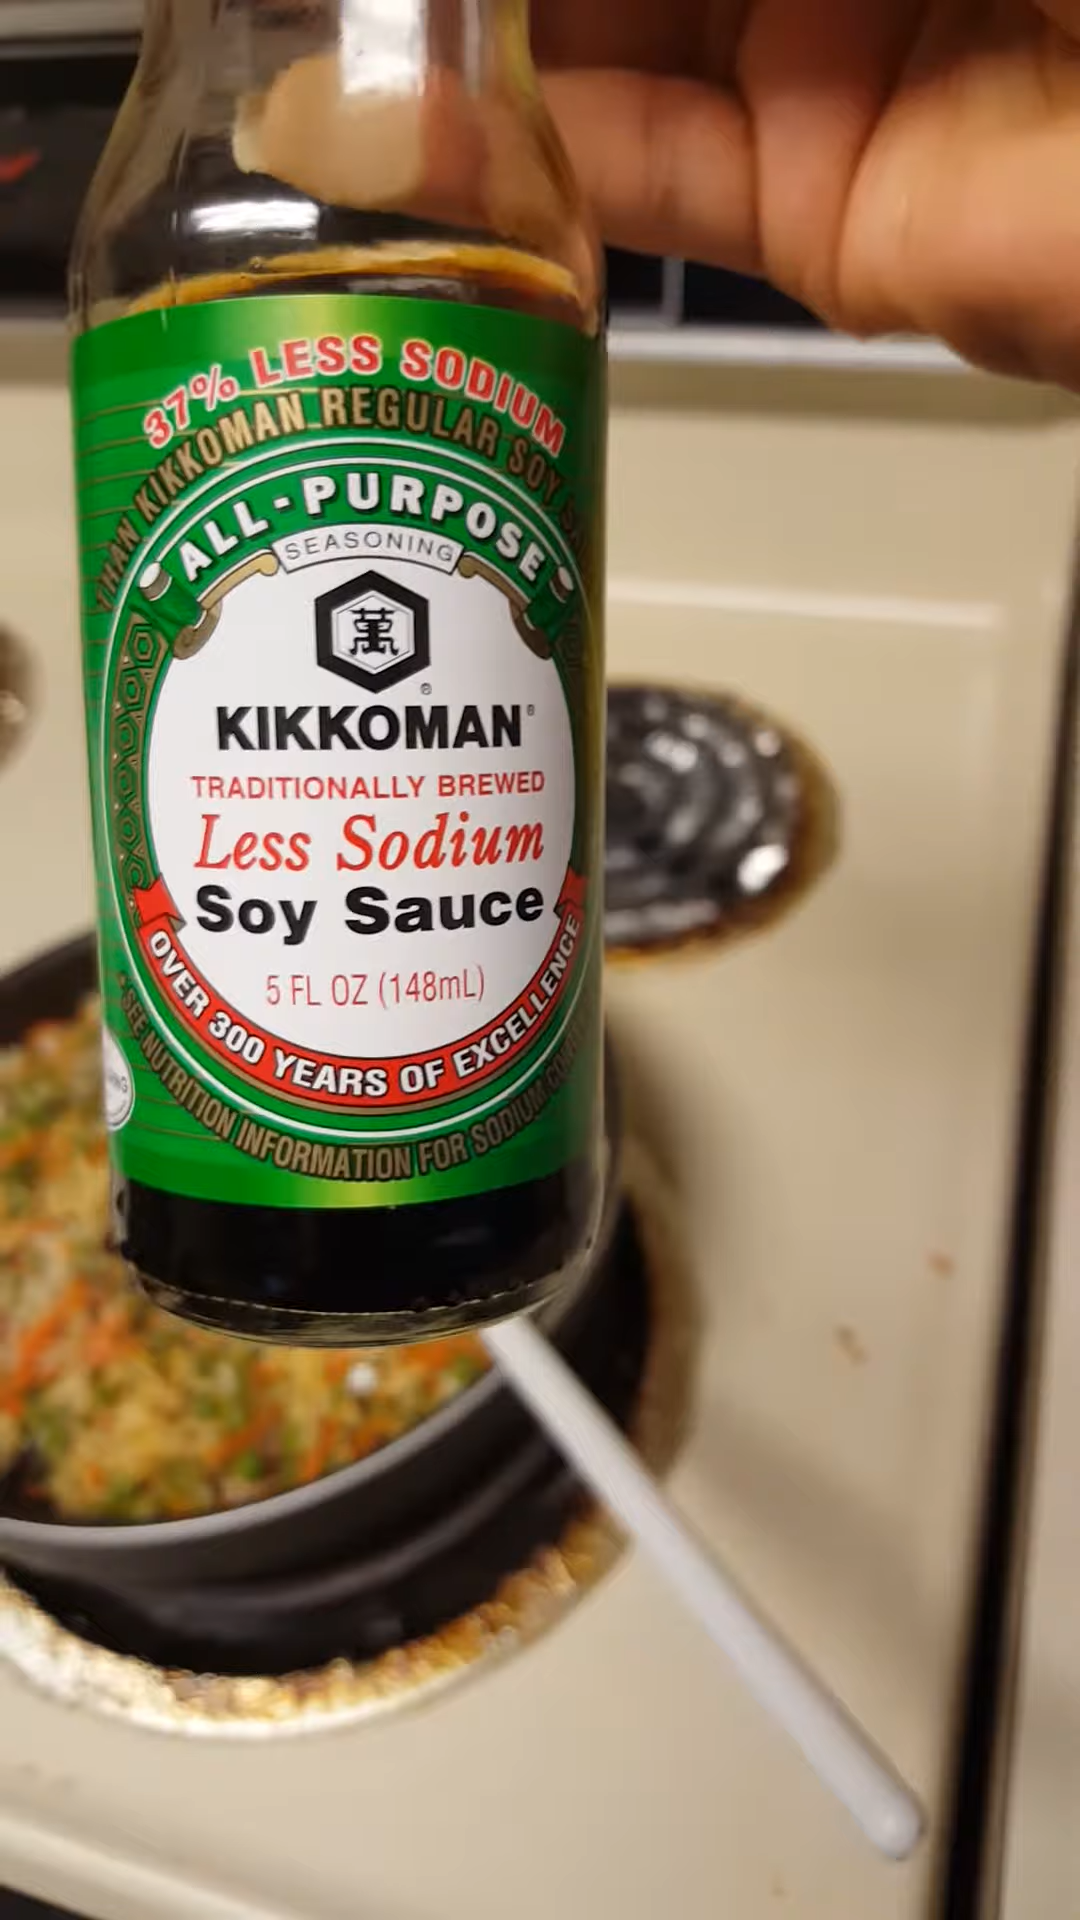 37% LESS SODIUM
THAN KIKKOMAN REGULAR SOY
ALL-PURPOSE
SEASONING
萬
®
KIKKOMAN®
TRADITIONALLY BREWED
Less Sodium
Soy Sauce
5 FL OZ (148mL)
OVER 300 YEARS OF EXCELLENCE
*SEE NUTRITION INFORMATION FOR SODIUM